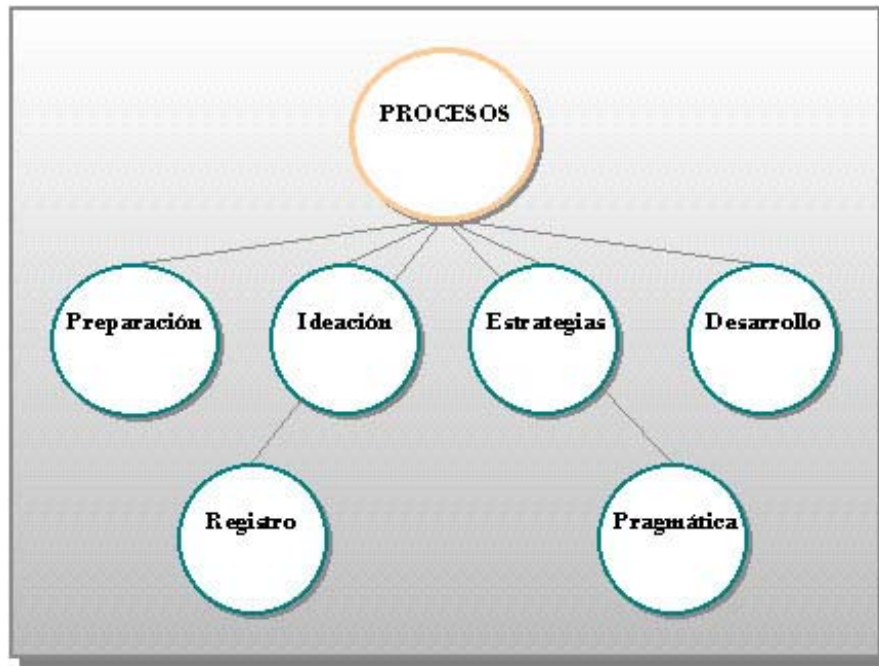 PROCESOS
Preparación
Ideación
Estrategias
Desarrollo
Registro
Pragmática